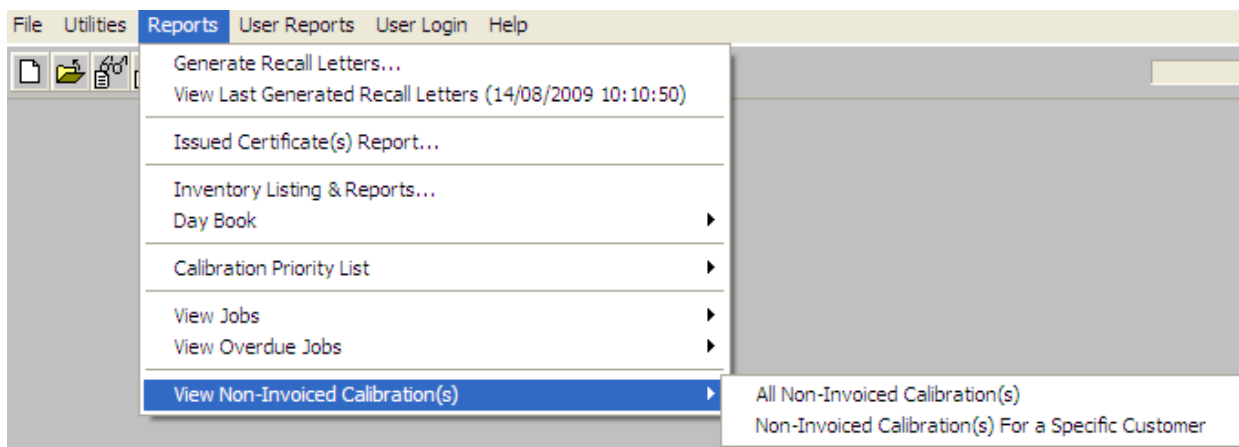 File Utilities Reports User Reports User Login Help
Generate Recall Letters...
View Last Generated Recall Letters (14/08/2009 10:10:50)
Issued Certificate(s) Report...
Inventory Listing & Reports...
Day Book
Calibration Priority List
View Jobs
View Overdue Jobs
View Non-Invoiced Calibration(s)
All Non-Invoiced Calibration(s)
Non-Invoiced Calibration(s) For a Specific Customer